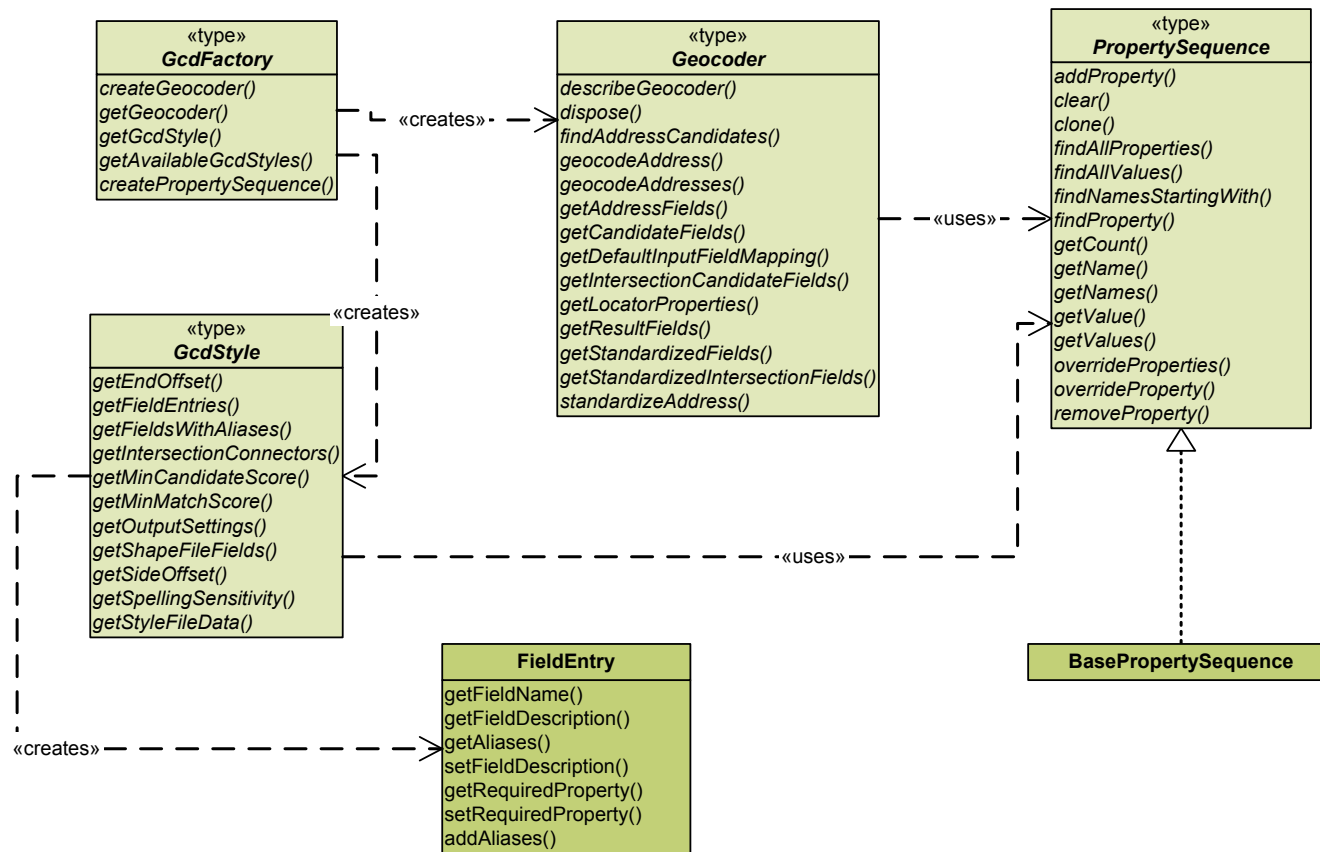 «type»
GcdFactory
createGeocoder()
getGeocoder()
getGcdStyle()
getAvailableGcdStyles()
createPropertySequence()
«creates»
«type»
Geocoder
describeGeocoder()
dispose()
findAddressCandidates()
geocodeAddress()
geocodeAddresses()
getAddressFields()
getCandidateFields()
getDefaultInputFieldMapping()
getIntersectionCandidateFields()
getLocatorProperties()
getResultFields()
getStandardizedFields()
getStandardizedIntersectionFields()
standardizeAddress()
«uses»
«type»
PropertySequence
addProperty()
clear()
clone()
findAllProperties()
findAllValues()
findNamesStartingWith()
findProperty()
getCount()
getName()
getNames()
getValue()
getValues()
overrideProperties()
overrideProperty()
removeProperty()
«creates»
«type»
GcdStyle
getEndOffset()
getFieldEntries()
getFieldsWithAliases()
getIntersectionConnectors()
getMinCandidateScore()
getMinMatchScore()
getOutputSettings()
getShapeFileFields()
getSideOffset()
getSpellingSensitivity()
getStyleFileData()
«uses»
«creates»
FieldEntry
getFieldName()
getFieldDescription()
getAliases()
setFieldDescription()
getRequiredProperty()
setRequiredProperty()
addAliases()
BasePropertySequence